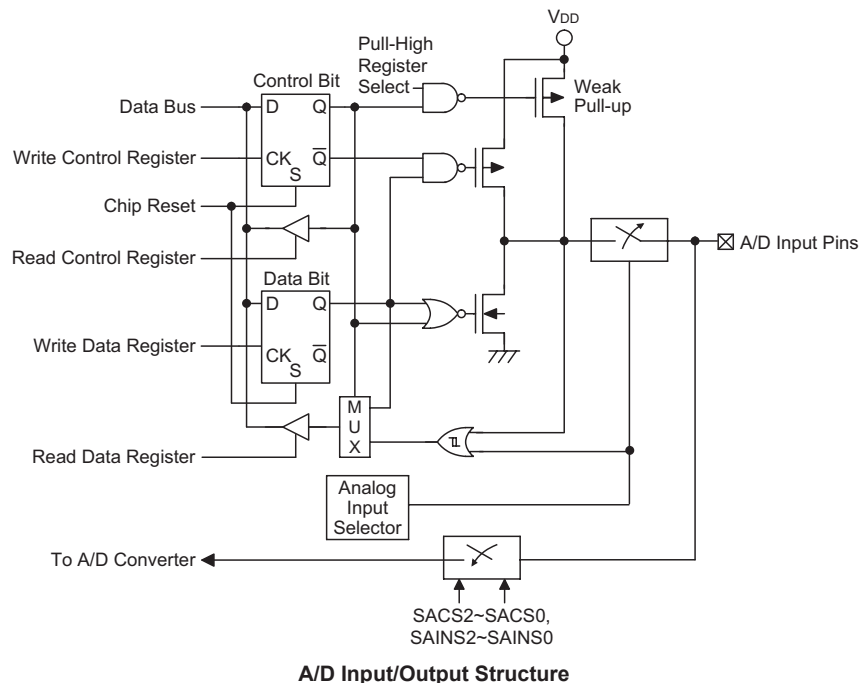 VDD
Pull-High
Register
Select
Control Bit
Weak
Pull-up
Data Bus
D
Q
Write Control Register
CK
Q
S
Chip Reset
Read Control Register
A/D Input Pins
Data Bit
D
Q
Write Data Register
CK
Q
S
M
U
X
Read Data Register
Analog
Input
Selector
To A/D Converter
SACS2~SACS0,
SAINS2~SAINS0
A/D Input/Output Structure